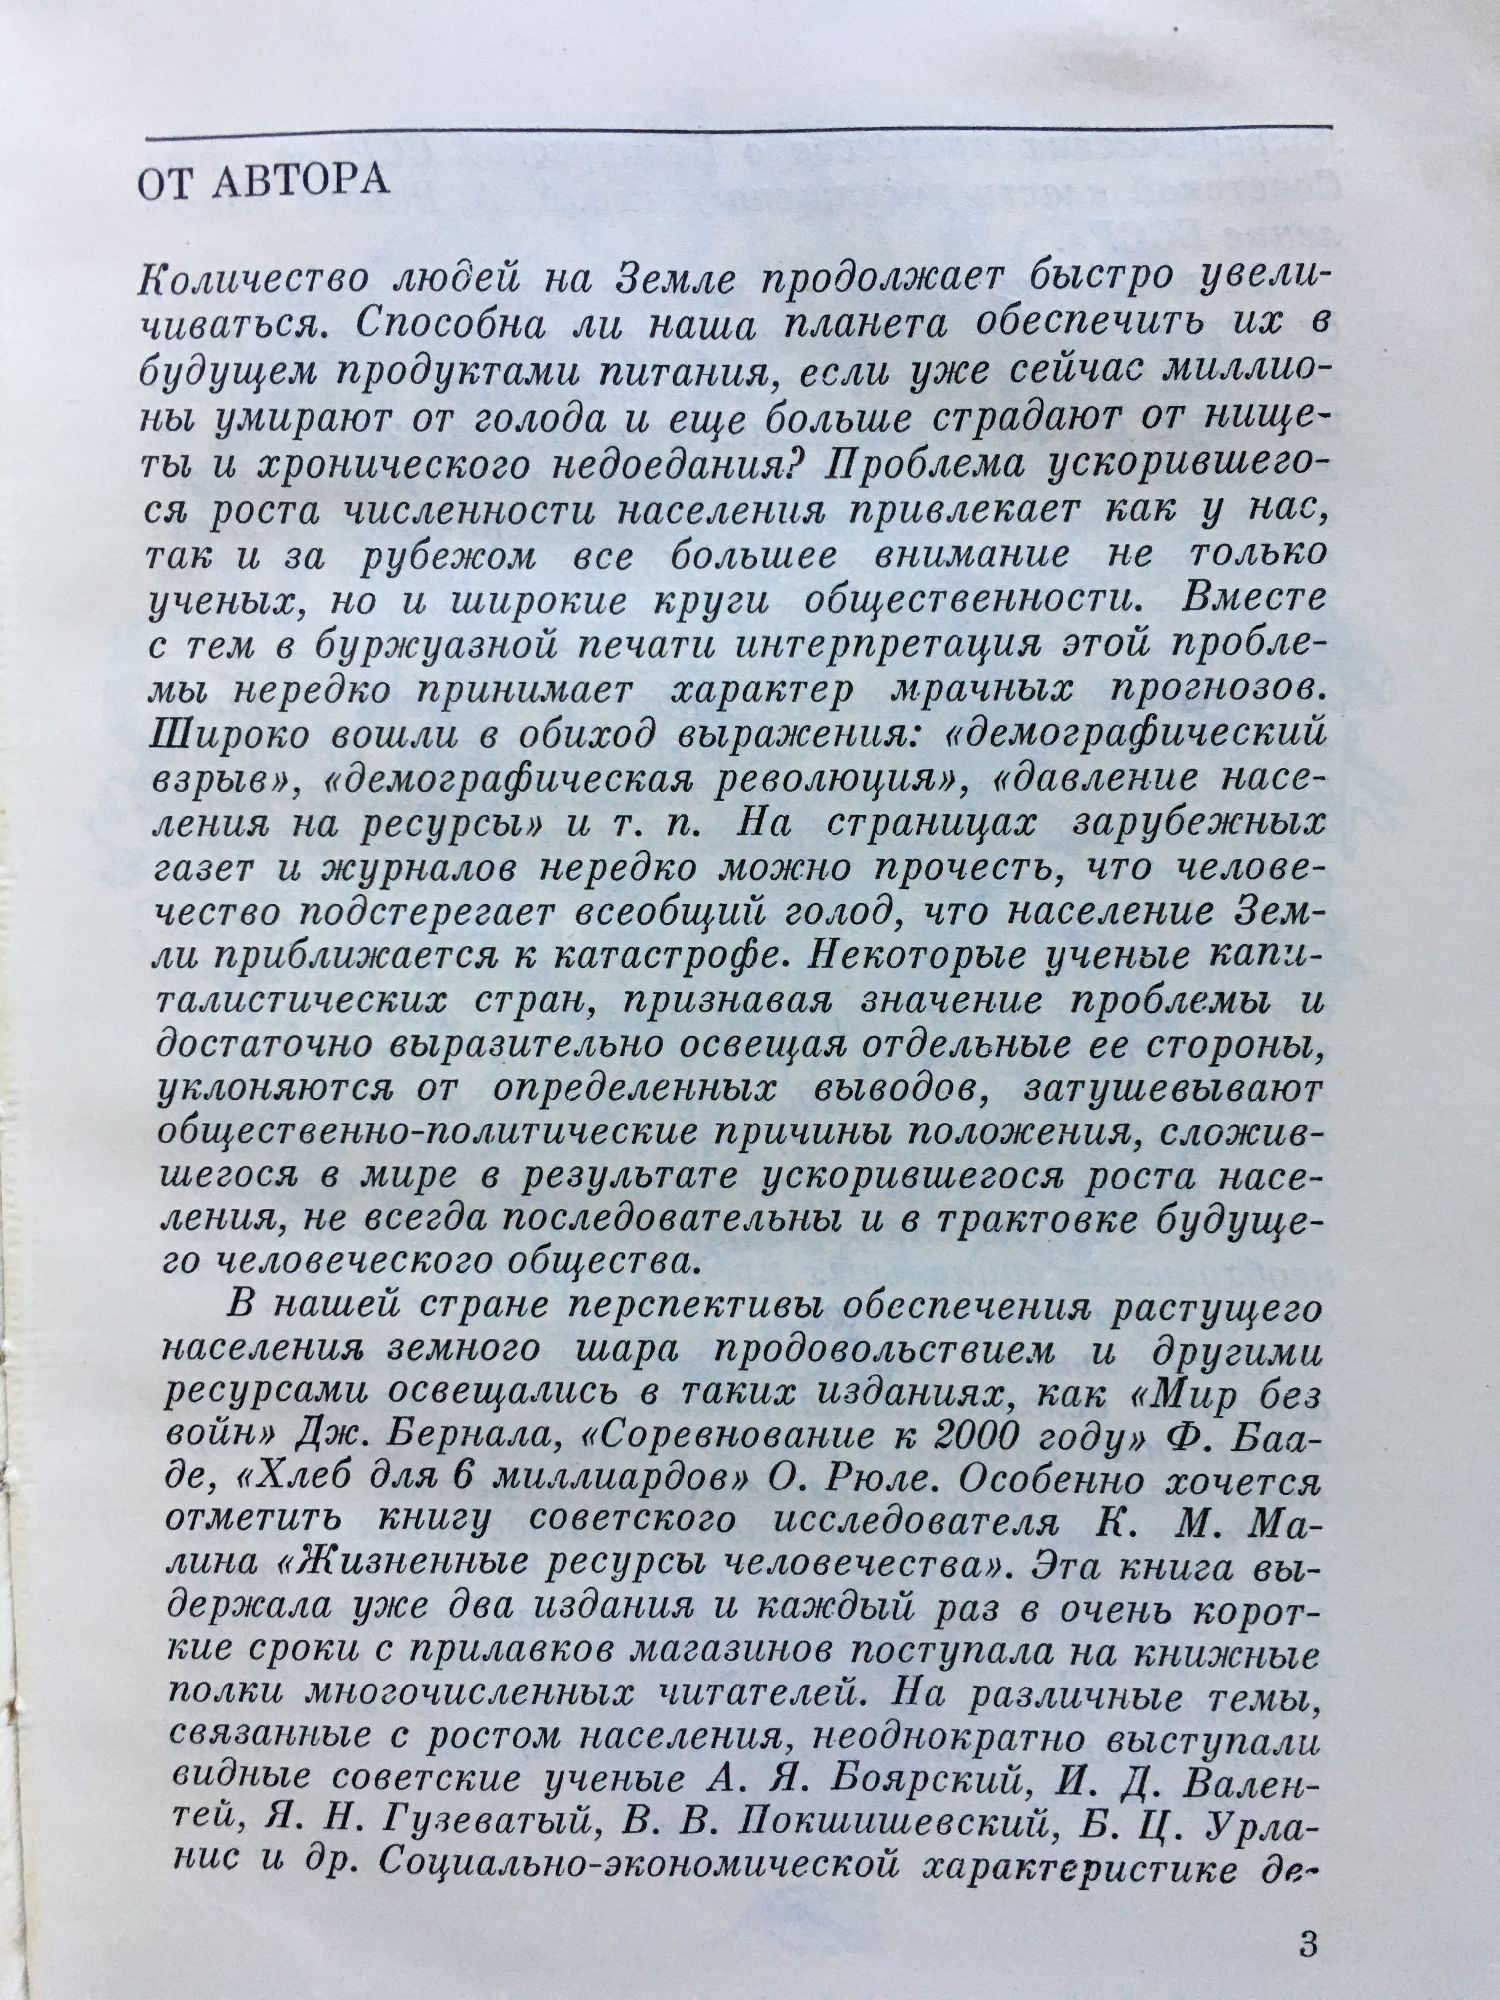 ОТ АВТОРА
Количество людей на Земле продолжает быстро увели-
чиваться. Способна ли наша планета обеспечить их в
будущем продуктами питания, если уже сейчас миллио-
ны умирают от голода и еще больше страдают от нище-
ты и хронического недоедания? Проблема ускорившего-
ся роста численности населения привлекает как у нас,
так и за рубежом все большее внимание не только
ученых, но и широкие круги общественности. Вместе
с тем в буржуазной печати интерпретация этой пробле-
мы нередко принимает характер мрачных прогнозов.
Широко вошли в обиход выражения: «демографический
взрыв», «демографическая революция», «давление насе-
ления на ресурсы» и т. п. На страницах зарубежных
газет и журналов нередко можно прочесть, что челове-
чество подстерегает всеобщий голод, что население Зем-
ли приближается к катастрофе. Некоторые ученые капи-
талистических стран, признавая значение проблемы и
достаточно выразительно освещая отдельные ее стороны,
уклоняются от определенных выводов, затушевывают
общественно-политические причины положения, сложив-
шегося в мире в результате ускорившегося роста насе-
ления, не всегда последовательны и в трактовке будуще-
го человеческого общества.
В нашей стране перспективы обеспечения растущего
населения земного шара продовольствием и другими
ресурсами освещались в таких изданиях, как «Мир без
войн» Дж. Бернала, «Соревнование к 2000 году» Ф. Баа-
де, «Хлеб для 6 миллиардов» О. Рюле. Особенно хочется
отметить книгу советского исследователя К. М. Ма-
лина «Жизненные ресурсы человечества». Эта книга вы-
держала уже два издания и каждый раз в очень корот-
кие сроки с прилавков магазинов поступала на книжные
полки многочисленных читателей. На различные темы,
связанные с ростом населения, неоднократно выступали
видные советские ученые А. Я. Боярский, И. Д. Вален-
тей, Я. Н. Гузеватый, В. В. Покшишевский, Б. Ц. Урла-
нис и др. Социально-экономической характеристике де-
3